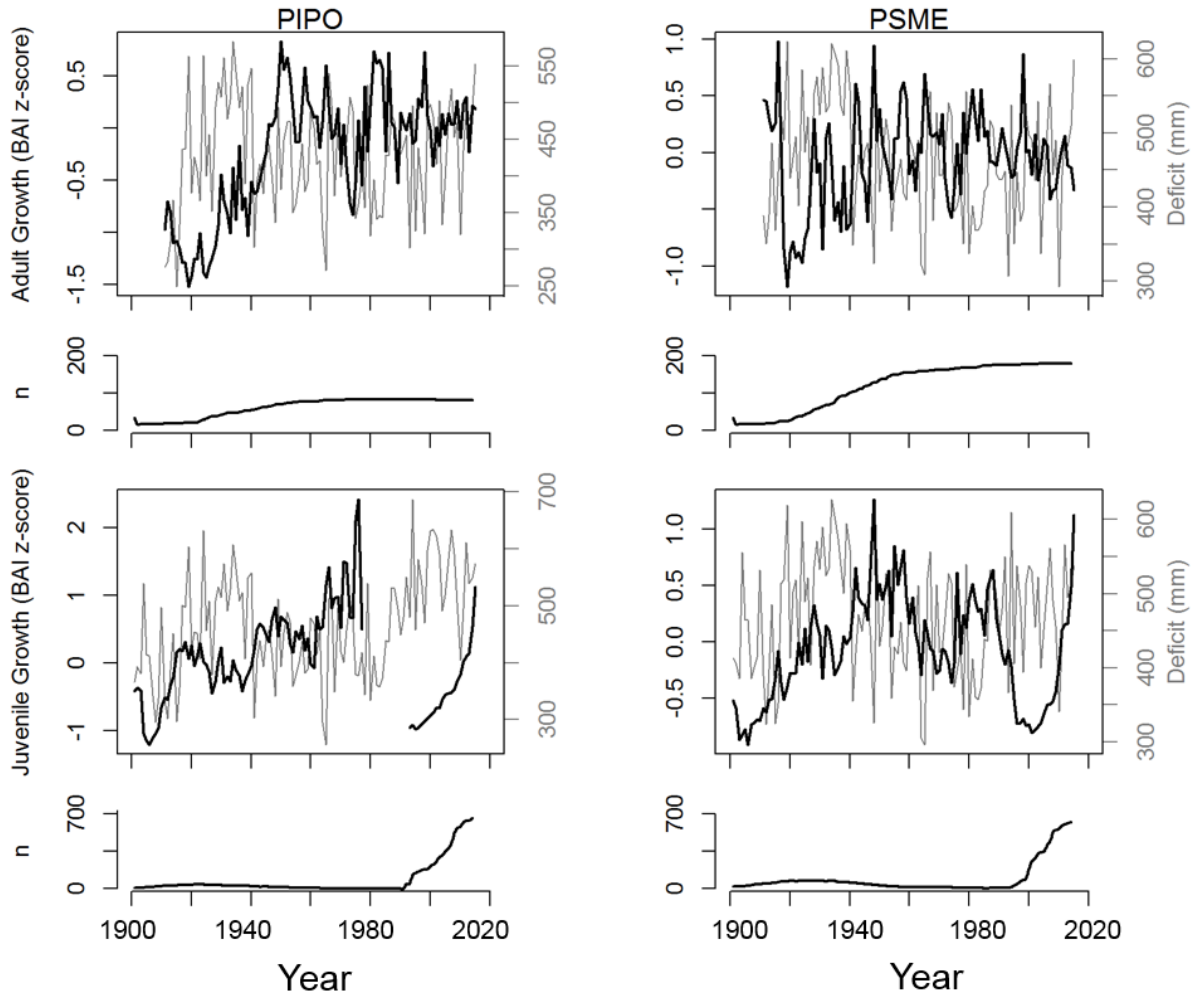 PIPO
PSME
Adult Growth (BAI z-score)
-1.5 -0.5 0.5
250 350 450 550
-1.0 0.0 0.5 1.0
300 400 500 600
Deficit (mm)
n
0 200
0 200
Juvenile Growth (BAI z-score)
-1 0 1 2
300 500 700
-0.5 0.0 0.5 1.0
300 400 500 600
Deficit (mm)
n
0 700
0 700
1900 1940 1980 2020
1900 1940 1980 2020
Year
Year